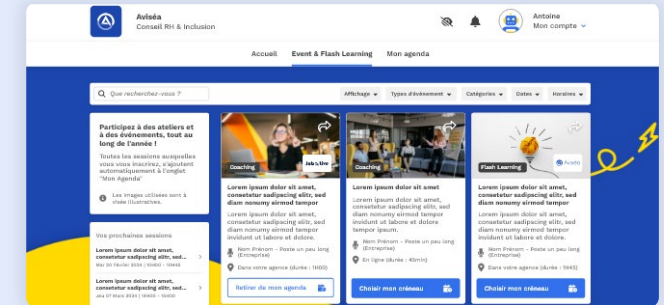 Aviséa
Conseil RH & Inclusion
Antoine
Mon compte
Accueil
Event & Flash Learning
Mon agenda
Que recherchez-vous ?
Affichage
Types d'événement
Catégories
Dates
Horaires
Participez à des ateliers et
à des événements, tout au
long de l'année !
Toutes les sessions auxquelles
vous vous inscrivez, s'ajoutent
automatiquement à l'onglet
"Mon Agenda"
Les images utilisées sont à
visée illustratives.
Vos prochaines sessions
Lorem ipsum dolor sit amet,
consetetur sadipscing elitr, sed...
Lorem ipsum dolor sit amet,
consetetur sadipscing elitr, sed...
Coaching
Lorem ipsum dolor sit amet,
consetetur sadipscing elitr, sed
diam nonumy eirmod tempor
Lorem ipsum dolor sit amet,
consetetur sadipscing elitr, sed
diam nonumy eirmod tempor
invidunt ut labore et dolore.
Nom Prénom - Poste un peu long
(Entreprise)
Dans votre agence (durée : 1H00)
Retirer de mon agenda
Coaching
Lorem ipsum dolor sit amet
Lorem ipsum dolor sit amet,
consetetur sadipscing elitr, sed
diam nonumy eirmod tempor
invidunt ut labore et dolore
tempor ipsum.
Nom Prénom - Poste un peu long
(Entreprise)
En ligne (durée : 45min)
Choisir mon créneau
Flash Learning
Aviséa
Lorem ipsum dolor sit amet,
consetetur sadipscing elitr, sed
diam nonumy eirmod tempor
Lorem ipsum dolor sit amet,
consetetur sadipscing elitr, sed
diam nonumy eirmod tempor
invidunt ut labore et dolore.
Nom Prénom - Poste un peu long
(Entreprise)
Dans votre agence (durée : 1H45)
Choisir mon créneau